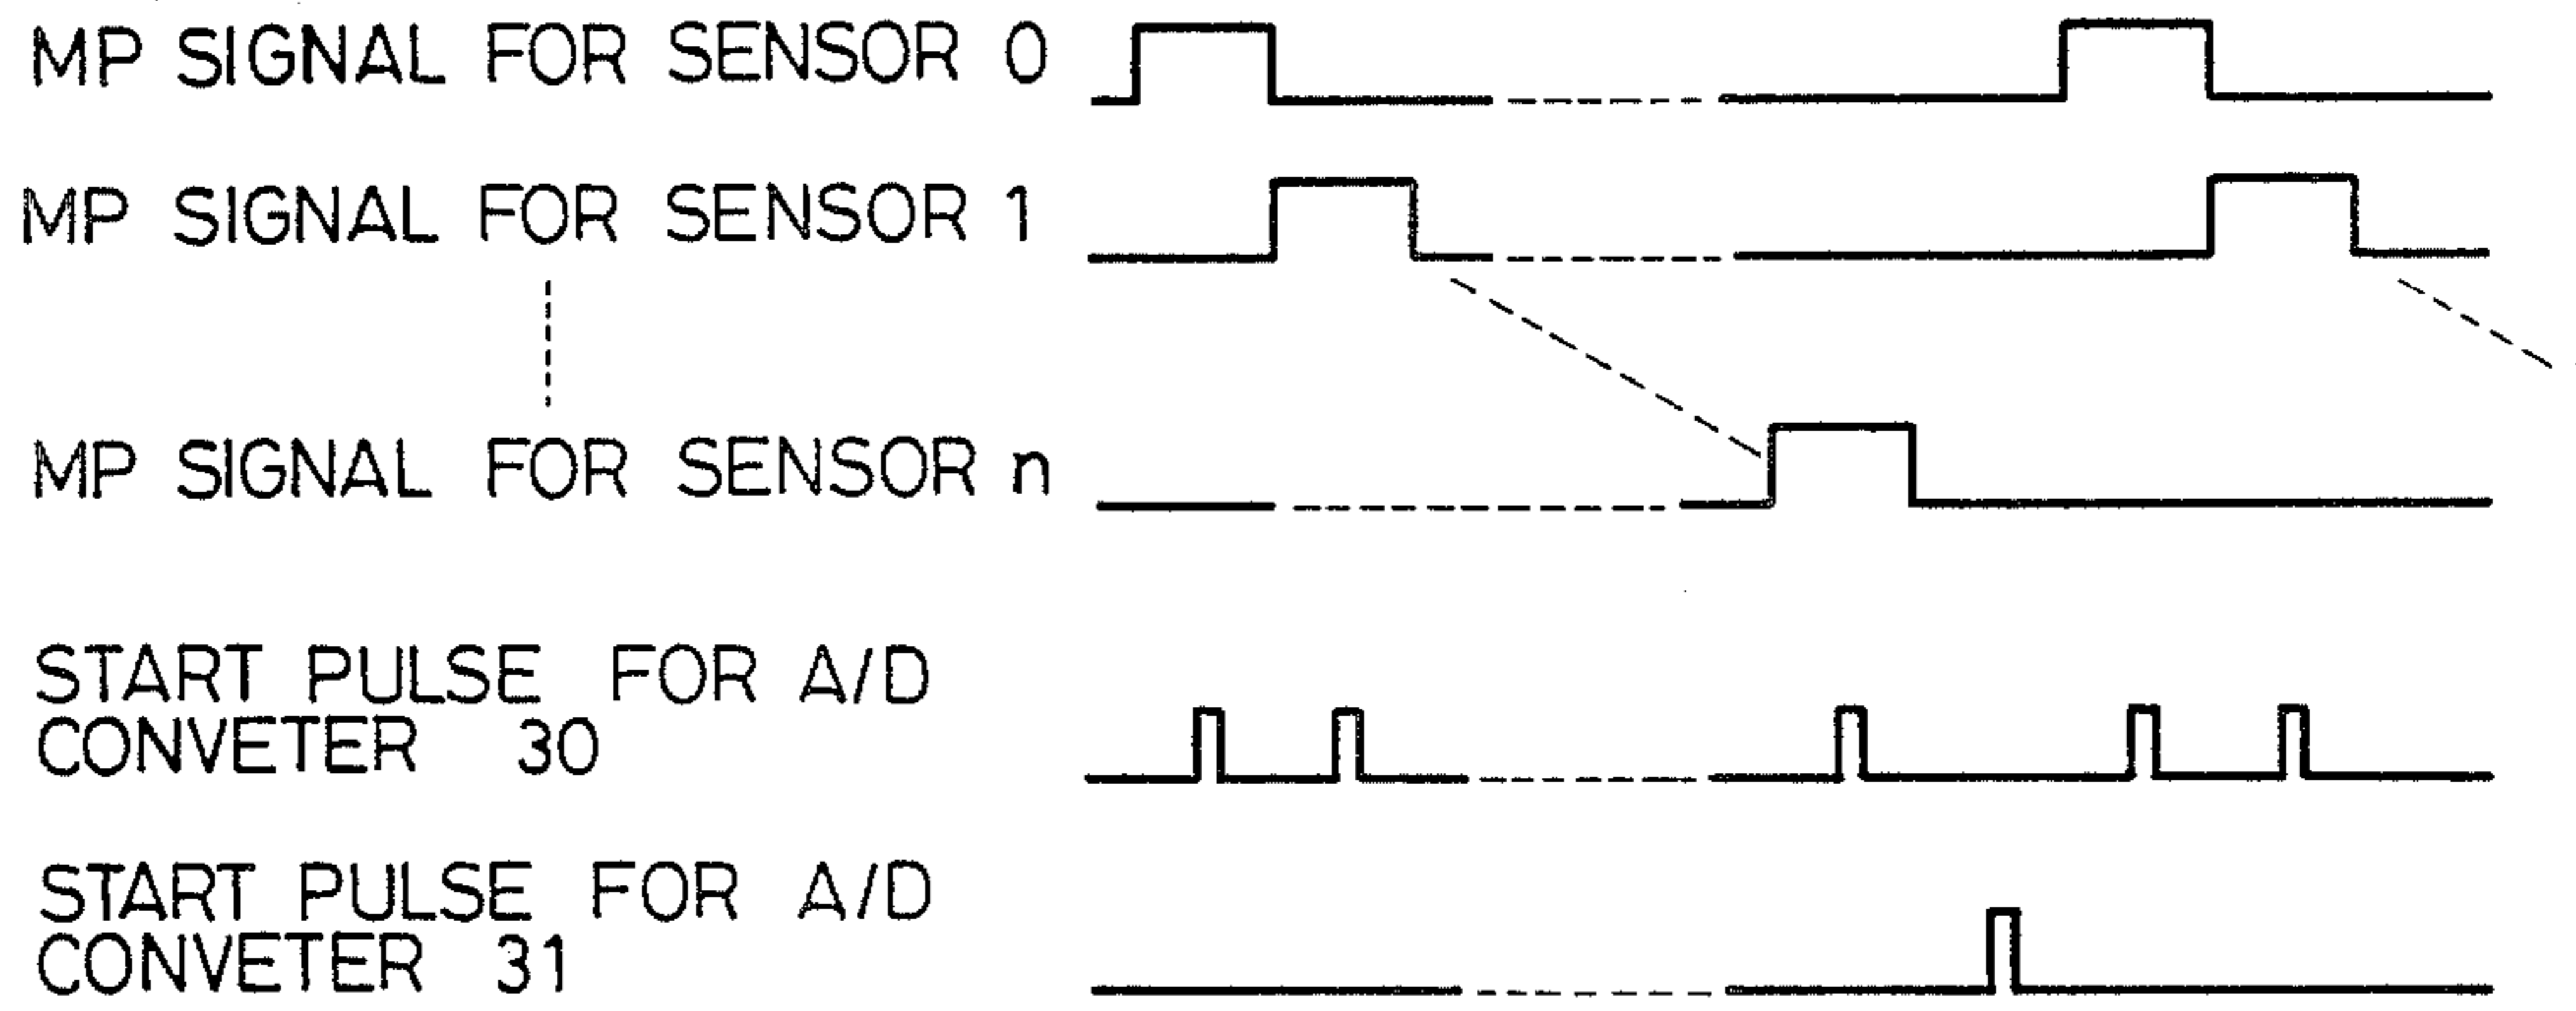 MP SIGNAL FOR SENSOR 0
MP SIGNAL FOR SENSOR 1
MP SIGNAL FOR SENSOR n
START PULSE FOR A/D
CONVETER 30
START PULSE FOR A/D
CONVETER 31